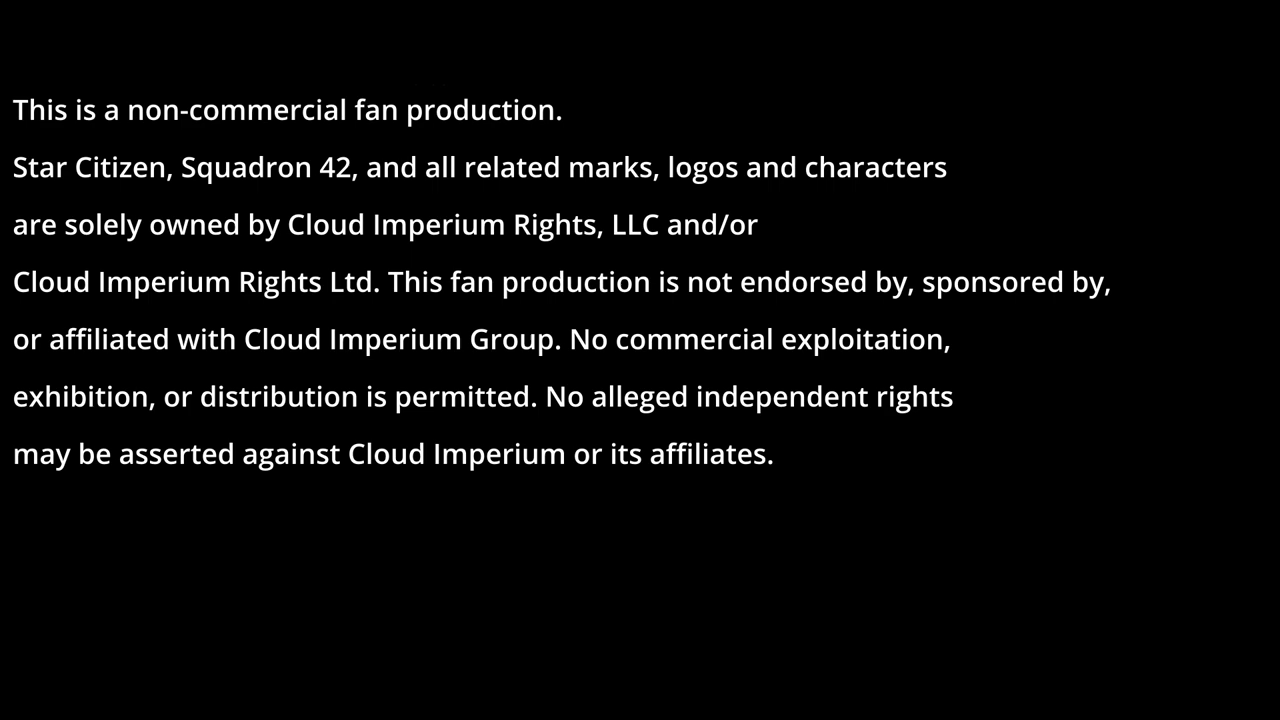 This is a non-commercial fan production.
Star Citizen, Squadron 42, and all related marks, logos and characters
are solely owned by Cloud Imperium Rights, LLC and/or
Cloud Imperium Rights Ltd. This fan production is not endorsed by, sponsored by,
or affiliated with Cloud Imperium Group. No commercial exploitation,
exhibition, or distribution is permitted. No alleged independent rights
may be asserted against Cloud Imperium or its affiliates.